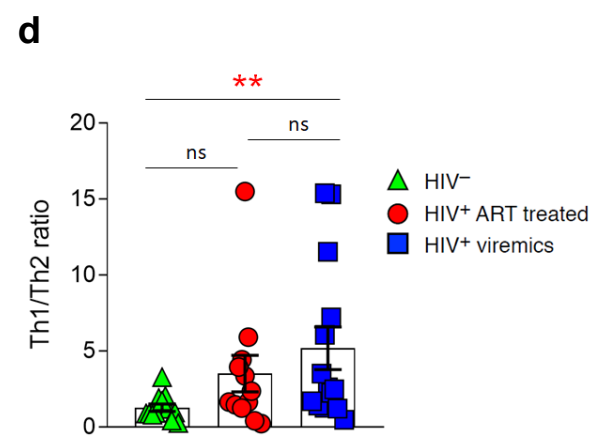 d
**
ns
ns
20
15
10
5
0
Th1/Th2 ratio
HIV–
HIV+ ART treated
HIV+ viremics